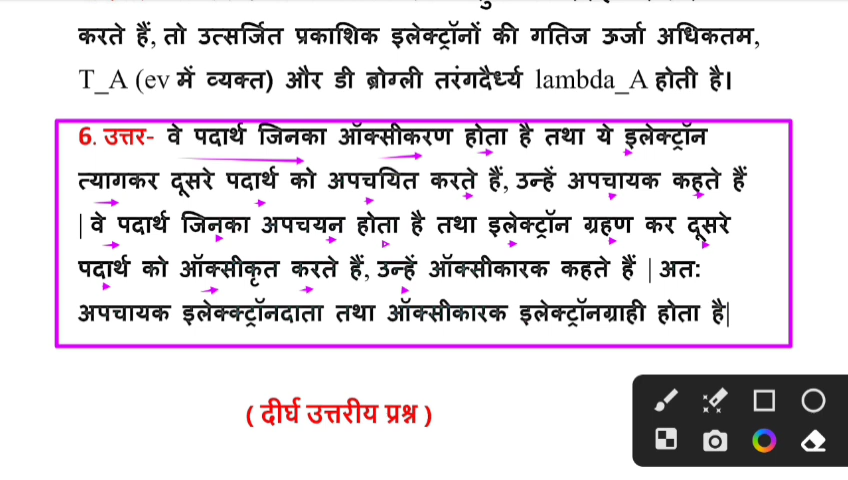 करते हैं, तो उत्सर्जित प्रकाशिक इलेक्ट्रॉनों की गतिज ऊर्जा अधिकतम,
T_A (ev में व्यक्त) और डी ब्रोग्ली तरंगदैर्ध्य lambda_A होती है।
6. उत्तर- वे पदार्थ जिनका ऑक्सीकरण होता है तथा ये इलेक्ट्रॉन
त्यागकर दूसरे पदार्थ को अपचयित करते हैं, उन्हें अपचायक कहते हैं
| वे पदार्थ जिनका अपचयन होता है तथा इलेक्ट्रॉन ग्रहण कर दूसरे
पदार्थ को ऑक्सीकृत करते हैं, उन्हें ऑक्सीकारक कहते हैं | अत:
अपचायक इलेक्क्ट्रॉनदाता तथा ऑक्सीकारक इलेक्ट्रॉनग्राही होता है|
( दीर्घ उत्तरीय प्रश्न )